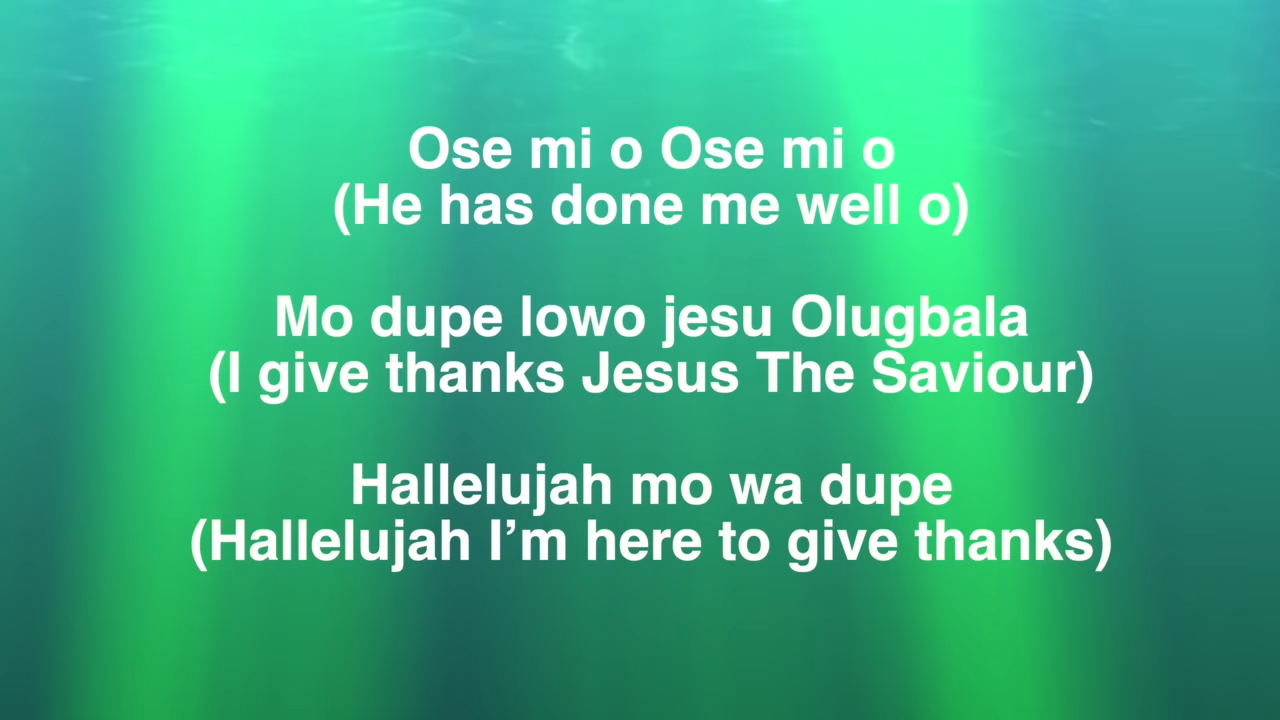 Ose mi o Ose mi o
(He has done me well o)
Mo dupe lowo jesu Olugbala
(I give thanks Jesus The Saviour)
Hallelujah mo wa dupe
(Hallelujah I’m here to give thanks)